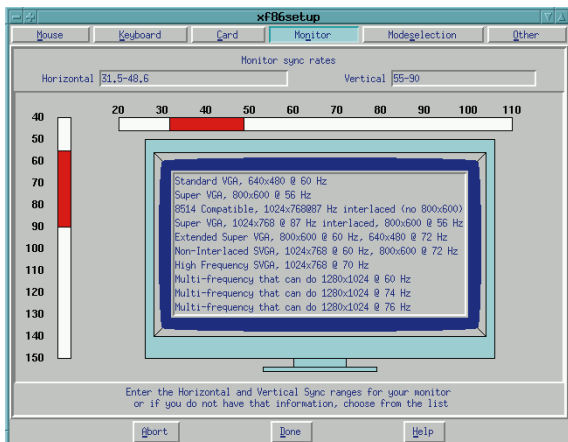 xf86setup
Mouse Keyboard Card Monitor Modeselection Other
Monitor sync rates
Horizontal 31.5-48.6 Vertical 55-90
20 30 40 50 60 70 80 90 100 110
40
50
60
70
80
90
100
110
120
130
140
150
Standard VGA, 640x480 @ 60 Hz
Super VGA, 800x600 @ 56 Hz
8514 Compatible, 1024x768@87 Hz interlaced (no 800x600)
Super VGA, 1024x768 @ 87 Hz interlaced, 800x600 @ 56 Hz
Extended Super VGA, 800x600 @ 60 Hz, 640x480 @ 72 Hz
Non-Interlaced SVGA, 1024x768 @ 60 Hz, 800x600 @ 72 Hz
High Frequency SVGA, 1024x768 @ 70 Hz
Multi-frequency that can do 1280x1024 @ 60 Hz
Multi-frequency that can do 1280x1024 @ 74 Hz
Multi-frequency that can do 1280x1024 @ 76 Hz
Enter the Horizontal and Vertical Sync ranges for your monitor
or if you do not have that information, choose from the list
Abort Done Help